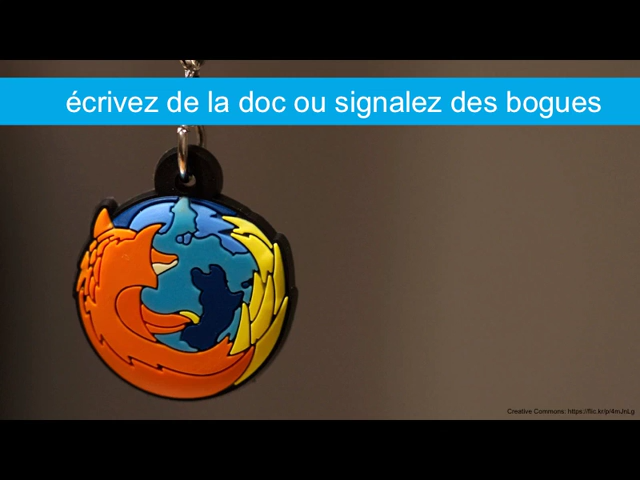 écrivez de la doc ou signalez des bogues
Creative Commons: https://flic.kr/p/4mJnLg